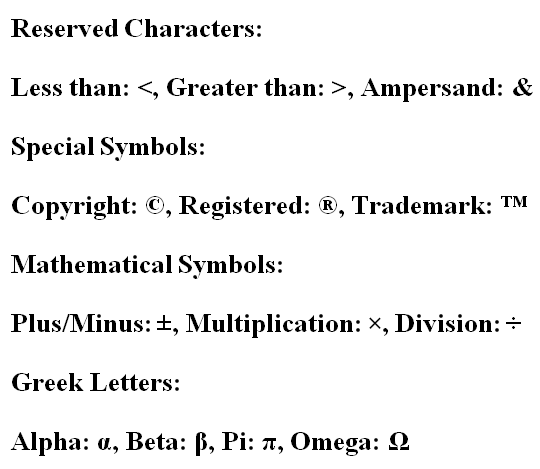 Reserved Characters:
Less than: <, Greater than: >, Ampersand: &
Special Symbols:
Copyright: ©, Registered: ®, Trademark: ™
Mathematical Symbols:
Plus/Minus: ±, Multiplication: ×, Division: ÷
Greek Letters:
Alpha: α, Beta: β, Pi: π, Omega: Ω